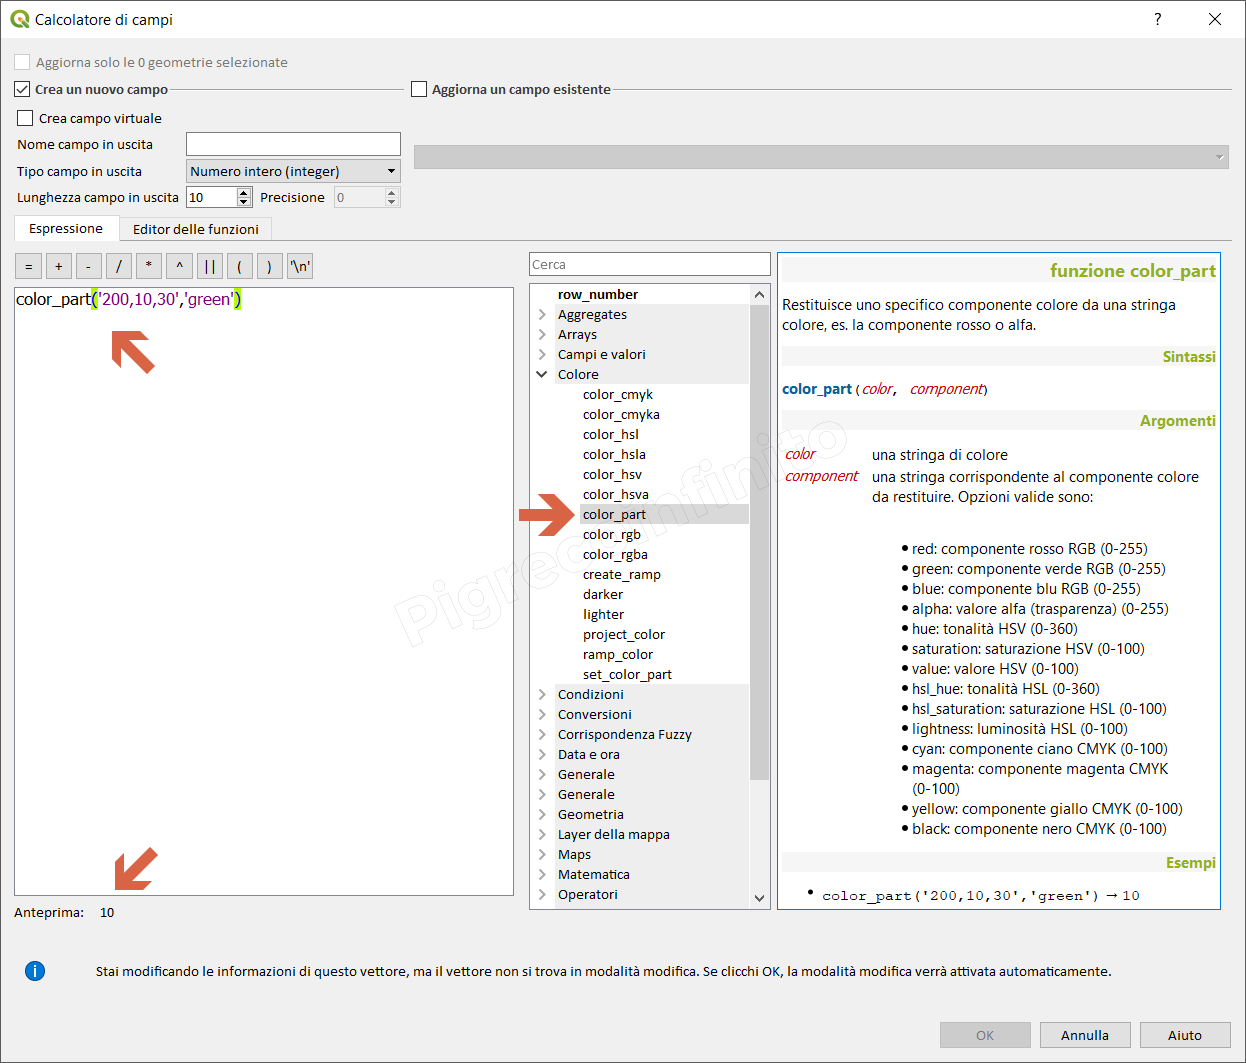 Calcolatore di campi
?
Aggiorna solo le 0 geometrie selezionate
Crea un nuovo campo
Aggiorna un campo esistente
Crea campo virtuale
Nome campo in uscita
Tipo campo in uscita Numero intero (integer)
Lunghezza campo in uscita 10 Precisione 0
Espressione Editor delle funzioni
= + - / * ^ || ( ) '\n'
color_part('200,10,30','green')
Anteprima: 10
Cerca
row_number
Aggregates
Arrays
Campi e valori
Colore
color_cmyk
color_cmyka
color_hsl
color_hsla
color_hsv
color_hsva
color_part
color_rgb
color_rgba
create_ramp
darker
lighter
project_color
ramp_color
set_color_part
Condizioni
Conversioni
Corrispondenza Fuzzy
Data e ora
Generale
Generale
Geometria
Layer della mappa
Maps
Matematica
Operatori
funzione color_part
Restituisce uno specifico componente colore da una stringa
colore, es. la componente rosso o alfa.
Sintassi
color_part(color, component)
Argomenti
color una stringa di colore
component una stringa corrispondente al componente colore
da restituire. Opzioni valide sono:
• red: componente rosso RGB (0-255)
• green: componente verde RGB (0-255)
• blue: componente blu RGB (0-255)
• alpha: valore alfa (trasparenza) (0-255)
• hue: tonalità HSV (0-360)
• saturation: saturazione HSV (0-100)
• value: valore HSV (0-100)
• hsl_hue: tonalità HSL (0-360)
• hsl_saturation: saturazione HSL (0-100)
• lightness: luminosità HSL (0-100)
• cyan: componente ciano CMYK (0-100)
• magenta: componente magenta CMYK
(0-100)
• yellow: componente giallo CMYK (0-100)
• black: componente nero CMYK (0-100)
Esempi
• color_part('200,10,30','green') → 10
Pigrecoinfinito
Stai modificando le informazioni di questo vettore, ma il vettore non si trova in modalità modifica. Se clicchi OK, la modalità modifica verrà attivata automaticamente.
OK Annulla Aiuto